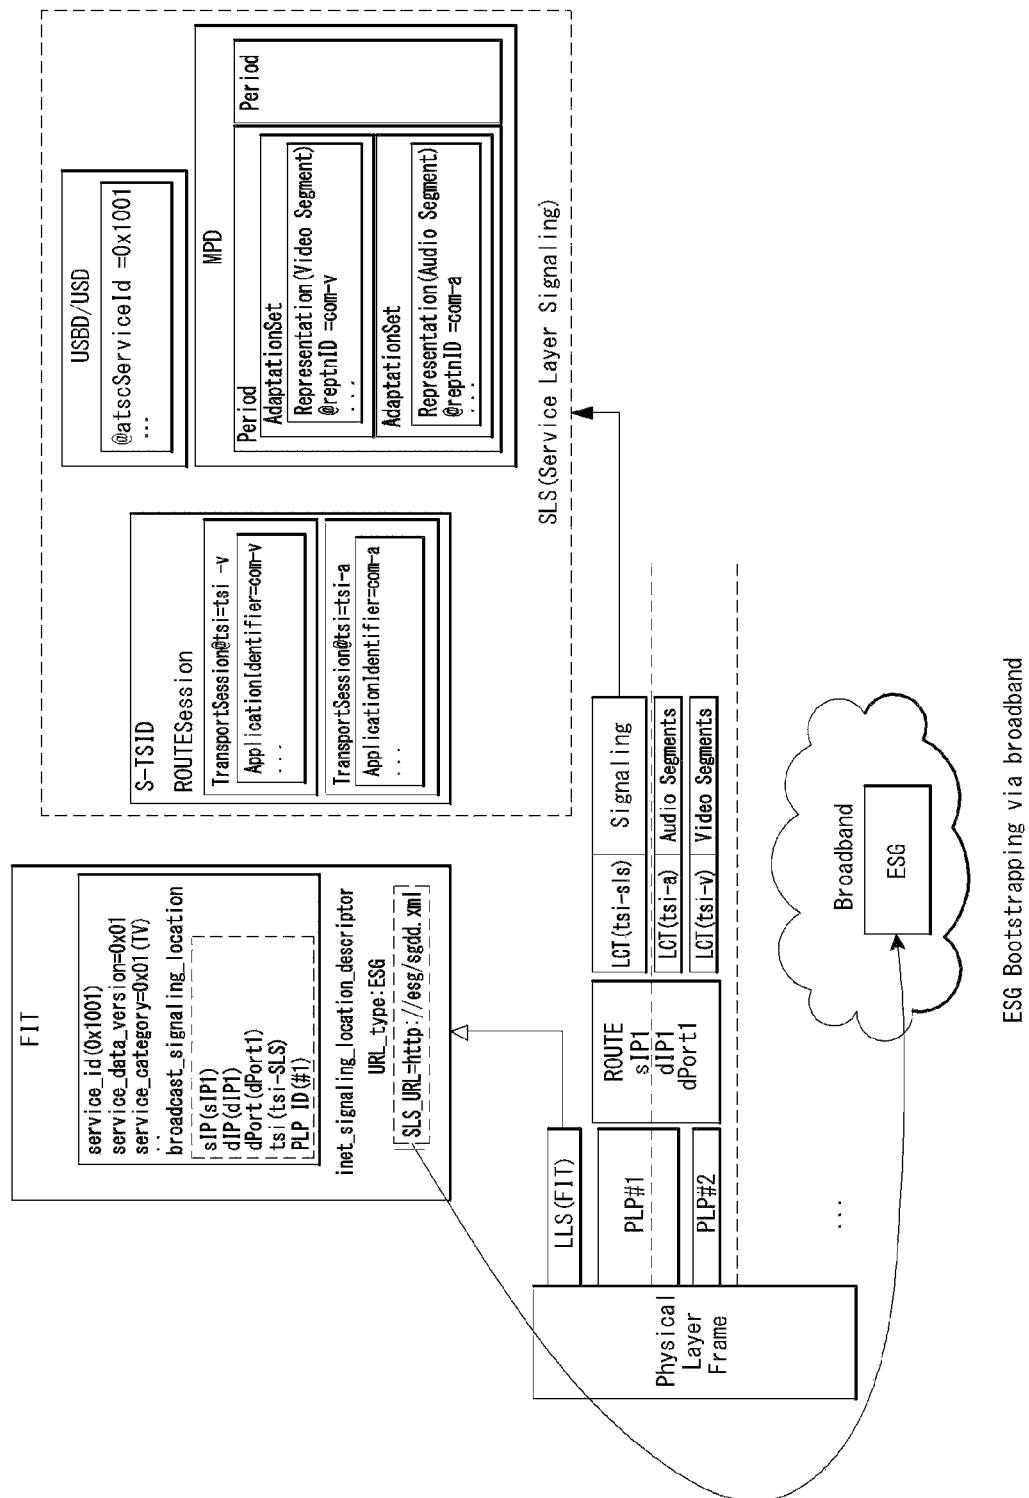 FIT
service_id(0x1001)
service_data_version=0x01
service_category=0x01(TV)
:
broadcast_signaling_location
sIP(sIP1)
dIP(dIP1)
dPort(dPort1)
tsi(tsi-SLS)
PLP_ID(#1)
inet_signaling_location_descriptor
URL_type:ESG
SLS_URL=http://esg/sgdd.xml
S-TSID
ROUTESession
TransportSession@tsi=tsi -v
ApplicationIdentifier=com-v
...
TransportSession@tsi=tsi-a
ApplicationIdentifier=com-a
...
USBD/USD
@atscServiceId =0x1001
...
MPD
Period
AdaptationSet
Representation(Video Segment)
@reptnID =com-v
...
AdaptationSet
Representation(Audio Segment)
@reptnID =com-a
...
Period
SLS(Service Layer Signaling)
Physical
Layer
Frame
LLS(FIT)
PLP#1
PLP#2
...
ROUTE
sIP1
dIP1
dPort1
LCT(tsi-sls)
Signaling
LCT(tsi-a)
Audio Segments
LCT(tsi-v)
Video Segments
Broadband
ESG
ESG Bootstrapping via broadband